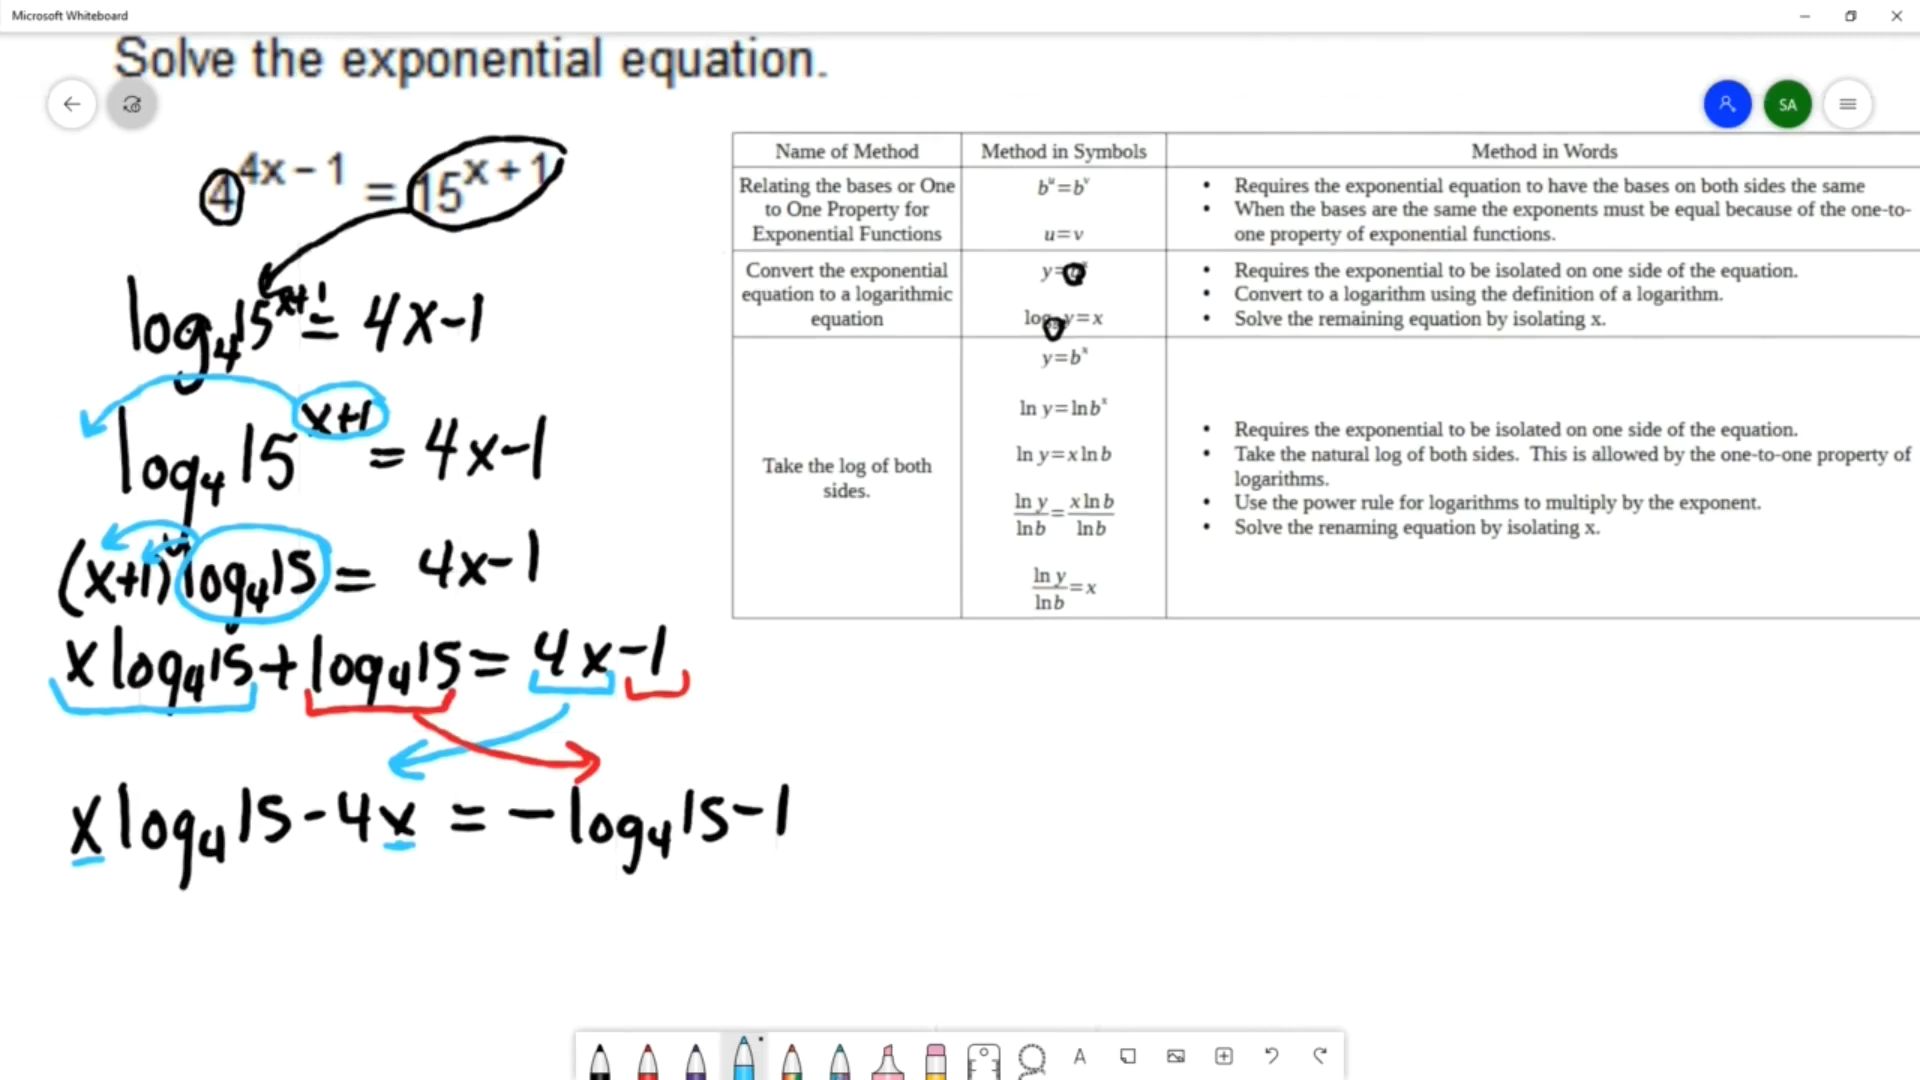 Microsoft Whiteboard
Solve the exponential equation.
SA
4^{4x − 1} = 15^{x + 1}
log₄15^{x+1} = 4x-1
log₄ 15^{x+1} = 4x-1
(x+1) log₄15 = 4x-1
x log₄15 + log₄15 = 4x-1
x log₄ 15 - 4x = - log₄ 15 - 1
Name of Method
Method in Symbols
Method in Words
Relating the bases or One
to One Property for
Exponential Functions
b^u=b^v
u=v
• Requires the exponential equation to have the bases on both sides the same
• When the bases are the same the exponents must be equal because of the one-to-
one property of exponential functions.
Convert the exponential
equation to a logarithmic
equation
y=
log y=x
• Requires the exponential to be isolated on one side of the equation.
• Convert to a logarithm using the definition of a logarithm.
• Solve the remaining equation by isolating x.
Take the log of both
sides.
y=b^x
ln y=ln b^x
ln y=x ln b
ln y/ln b = x ln b/ln b
ln y/ln b = x
• Requires the exponential to be isolated on one side of the equation.
• Take the natural log of both sides. This is allowed by the one-to-one property of
logarithms.
• Use the power rule for logarithms to multiply by the exponent.
• Solve the renaming equation by isolating x.
A